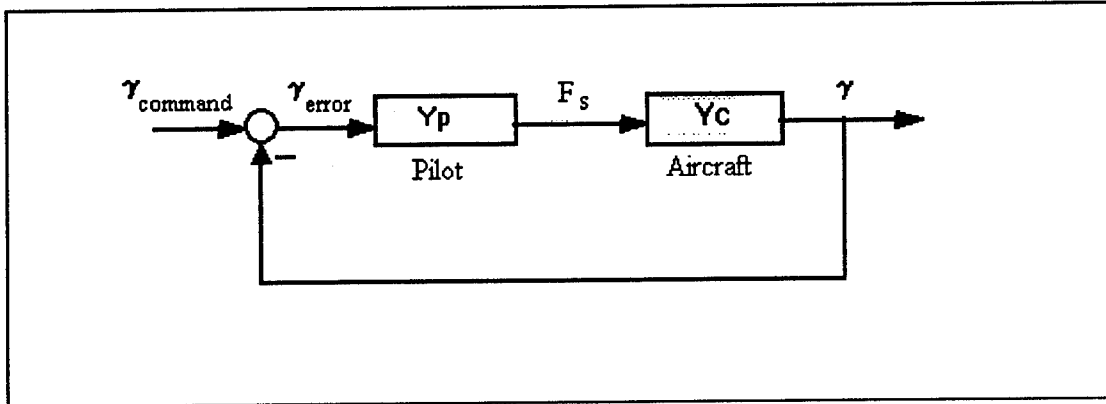 γcommand
γerror
Yp
Pilot
Fs
Yc
Aircraft
γ
−